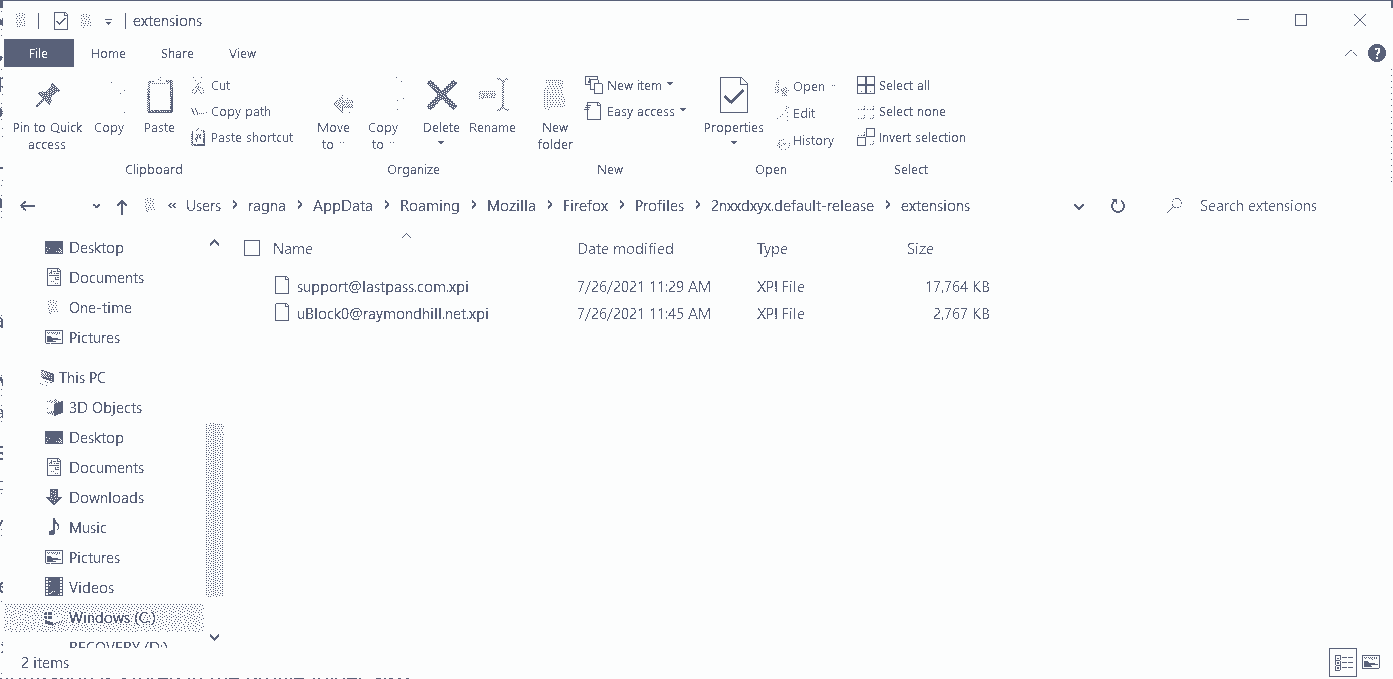 extensions
File Home Share View
Pin to Quick access
Copy
Paste
Cut
Copy path
Paste shortcut
Clipboard
Move to
Copy to
Delete
Rename
Organize
New folder
New item
Easy access
New
Properties
Open
Edit
History
Open
Select all
Select none
Invert selection
Select
« Users > ragna > AppData > Roaming > Mozilla > Firefox > Profiles > 2nxxdxyx.default-release > extensions
Search extensions
Desktop
Documents
One-time
Pictures
This PC
3D Objects
Desktop
Documents
Downloads
Music
Pictures
Videos
Windows (C:)
RECOVERY (D:)
Name Date modified Type Size
support@lastpass.com.xpi 7/26/2021 11:29 AM XPI File 17,764 KB
uBlock0@raymondhill.net.xpi 7/26/2021 11:45 AM XPI File 2,767 KB
2 items